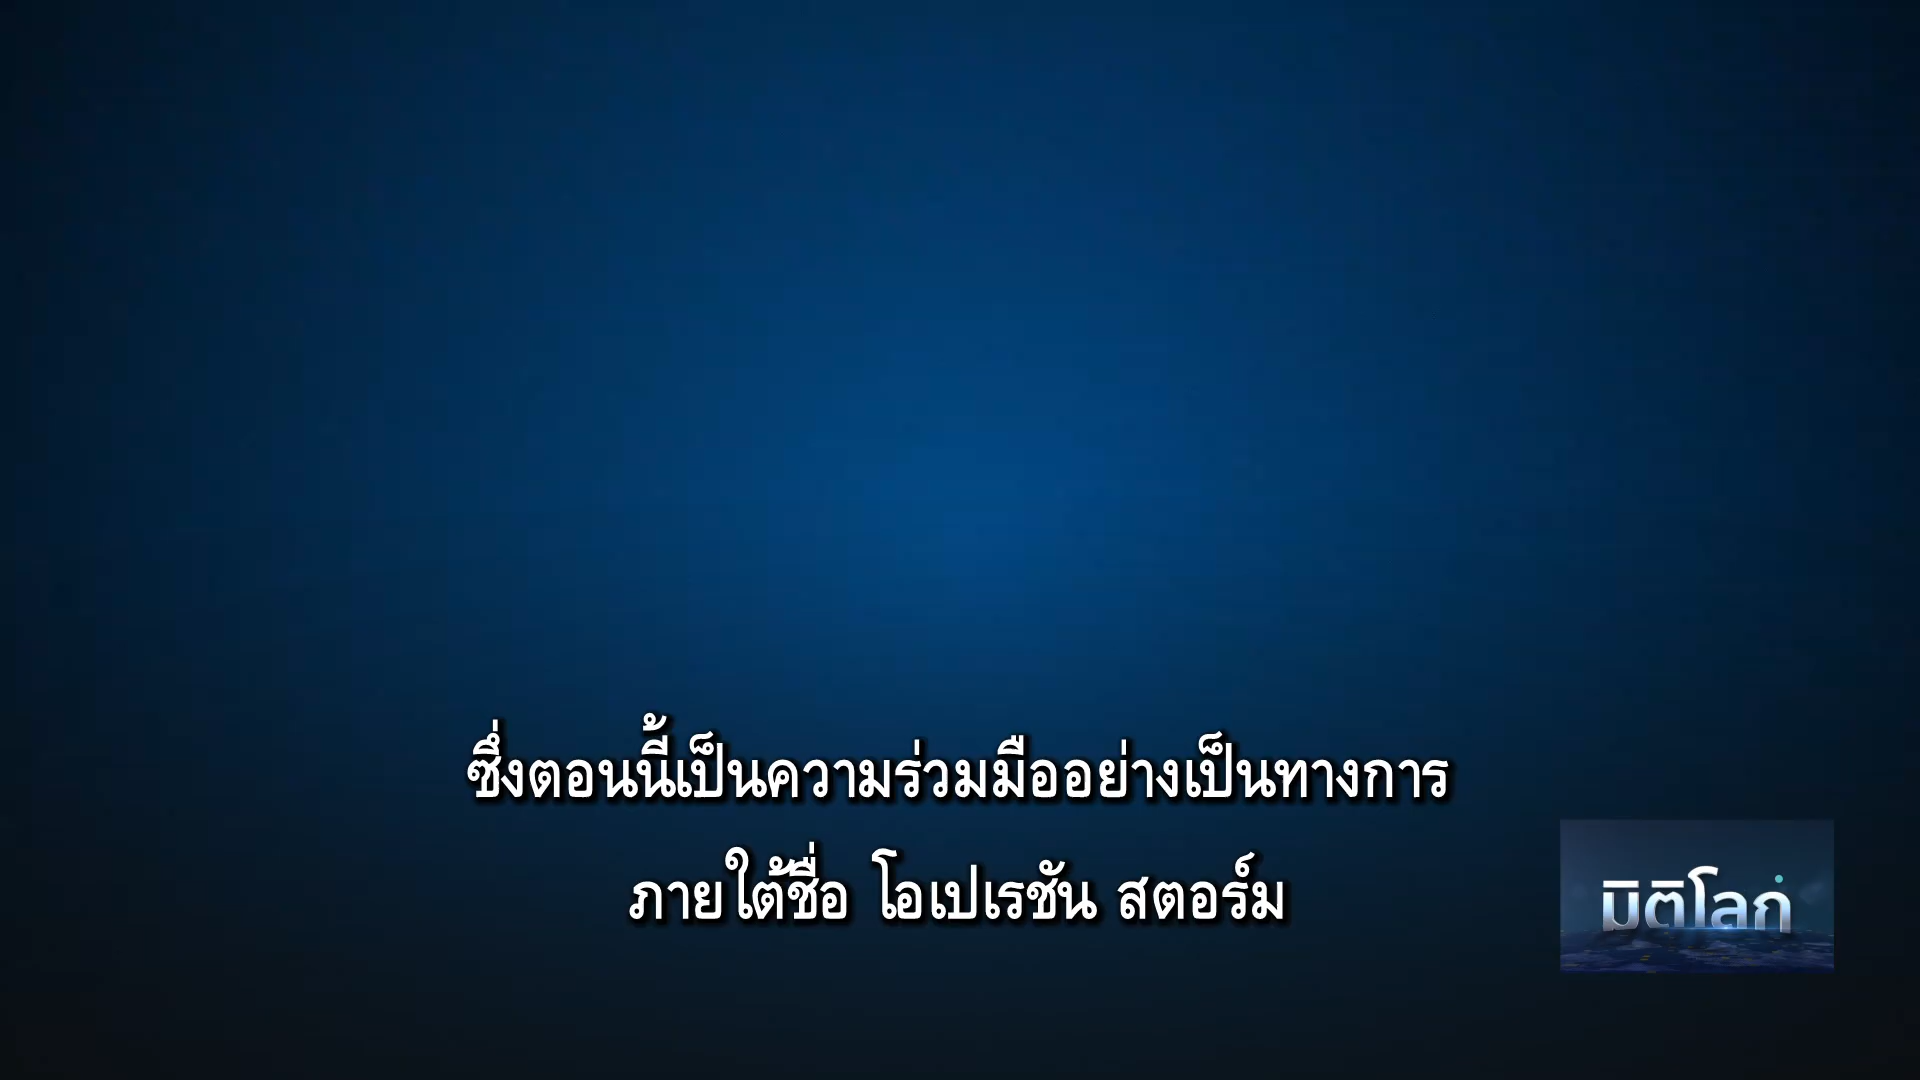 ซึ่งตอนนี้เป็นความร่วมมืออย่างเป็นทางการ
ภายใต้ชื่อ โอเปเรชัน สตอร์ม
มิติโลก